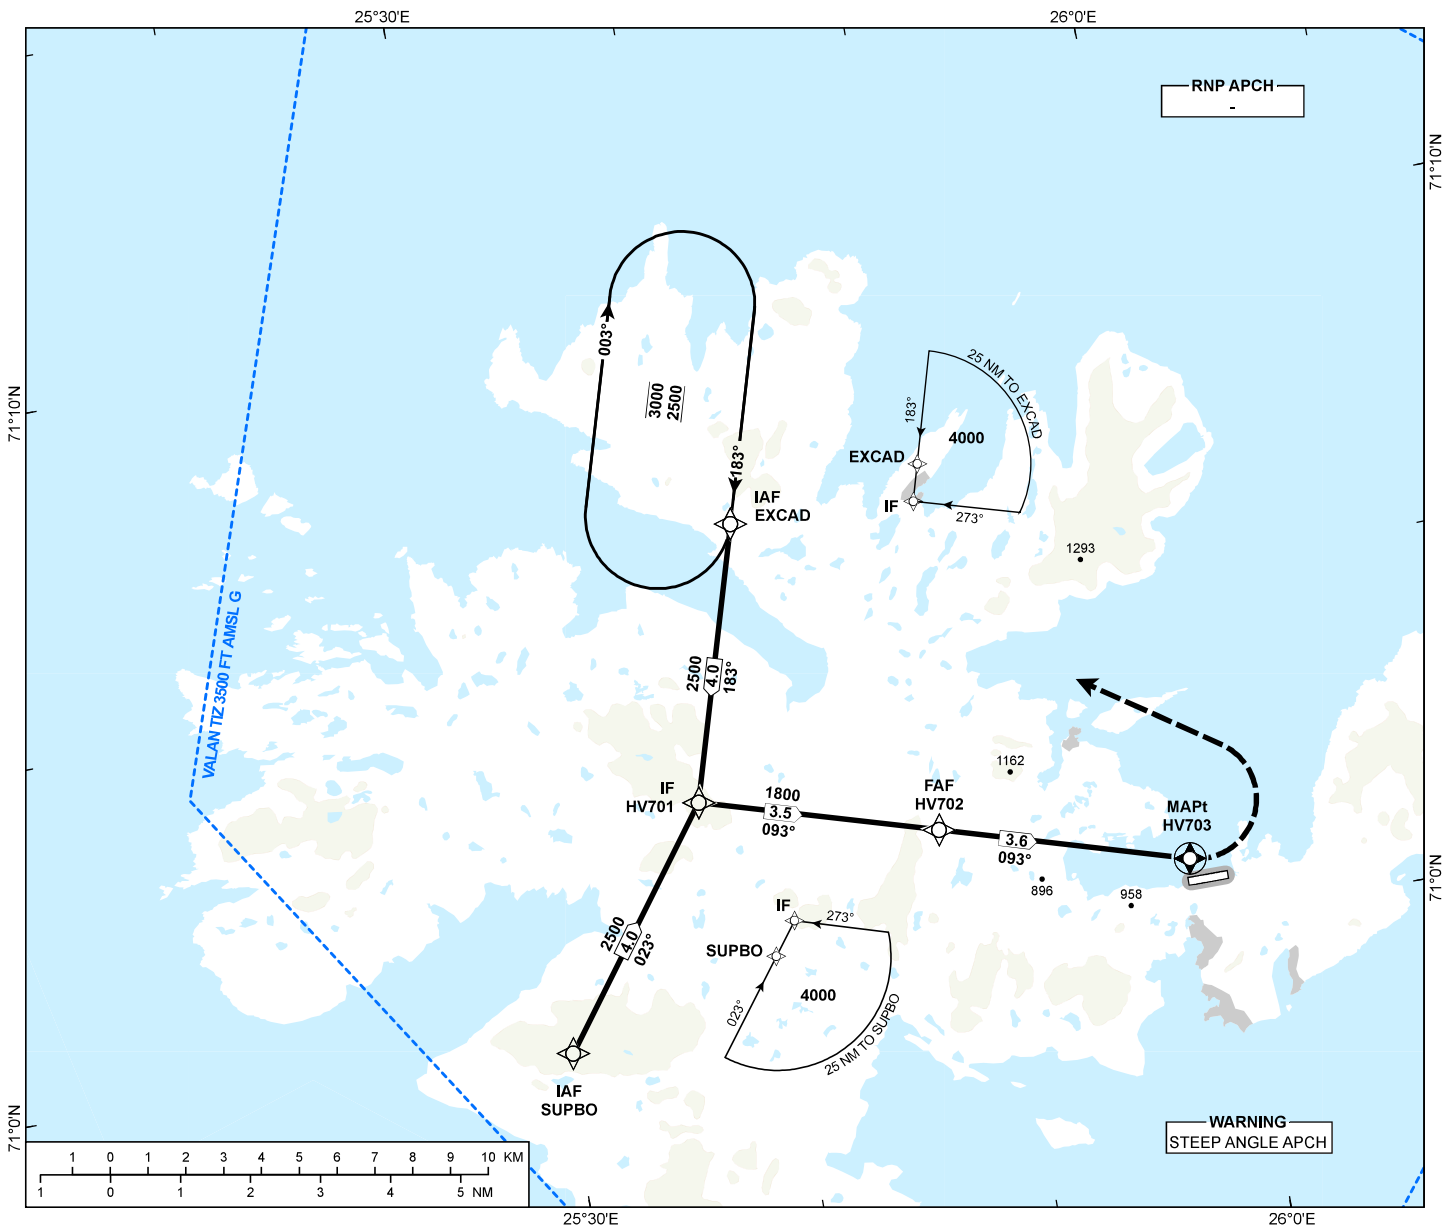 25°30'E
26°0'E
RNP APCH
-
71°10'N
71°10'N
003°
3000
2500
183°
IAF
EXCAD
25 NM TO EXCAD
183°
4000
EXCAD
IF
273°
1293
VALAN TIZ 3500 FT AMSL G
2500
4.0
183°
1162
IF
HV701
1800
3.5
093°
FAF
HV702
3.6
093°
MAPt
HV703
896
958
71°0'N
2500
4.0
023°
IF
273°
SUPBO
023°
4000
25 NM TO SUPBO
IAF
SUPBO
71°0'N
WARNING
STEEP ANGLE APCH
1 0 1 2 3 4 5 6 7 8 9 10 KM
1 0 1 2 3 4 5 NM
25°30'E
26°0'E